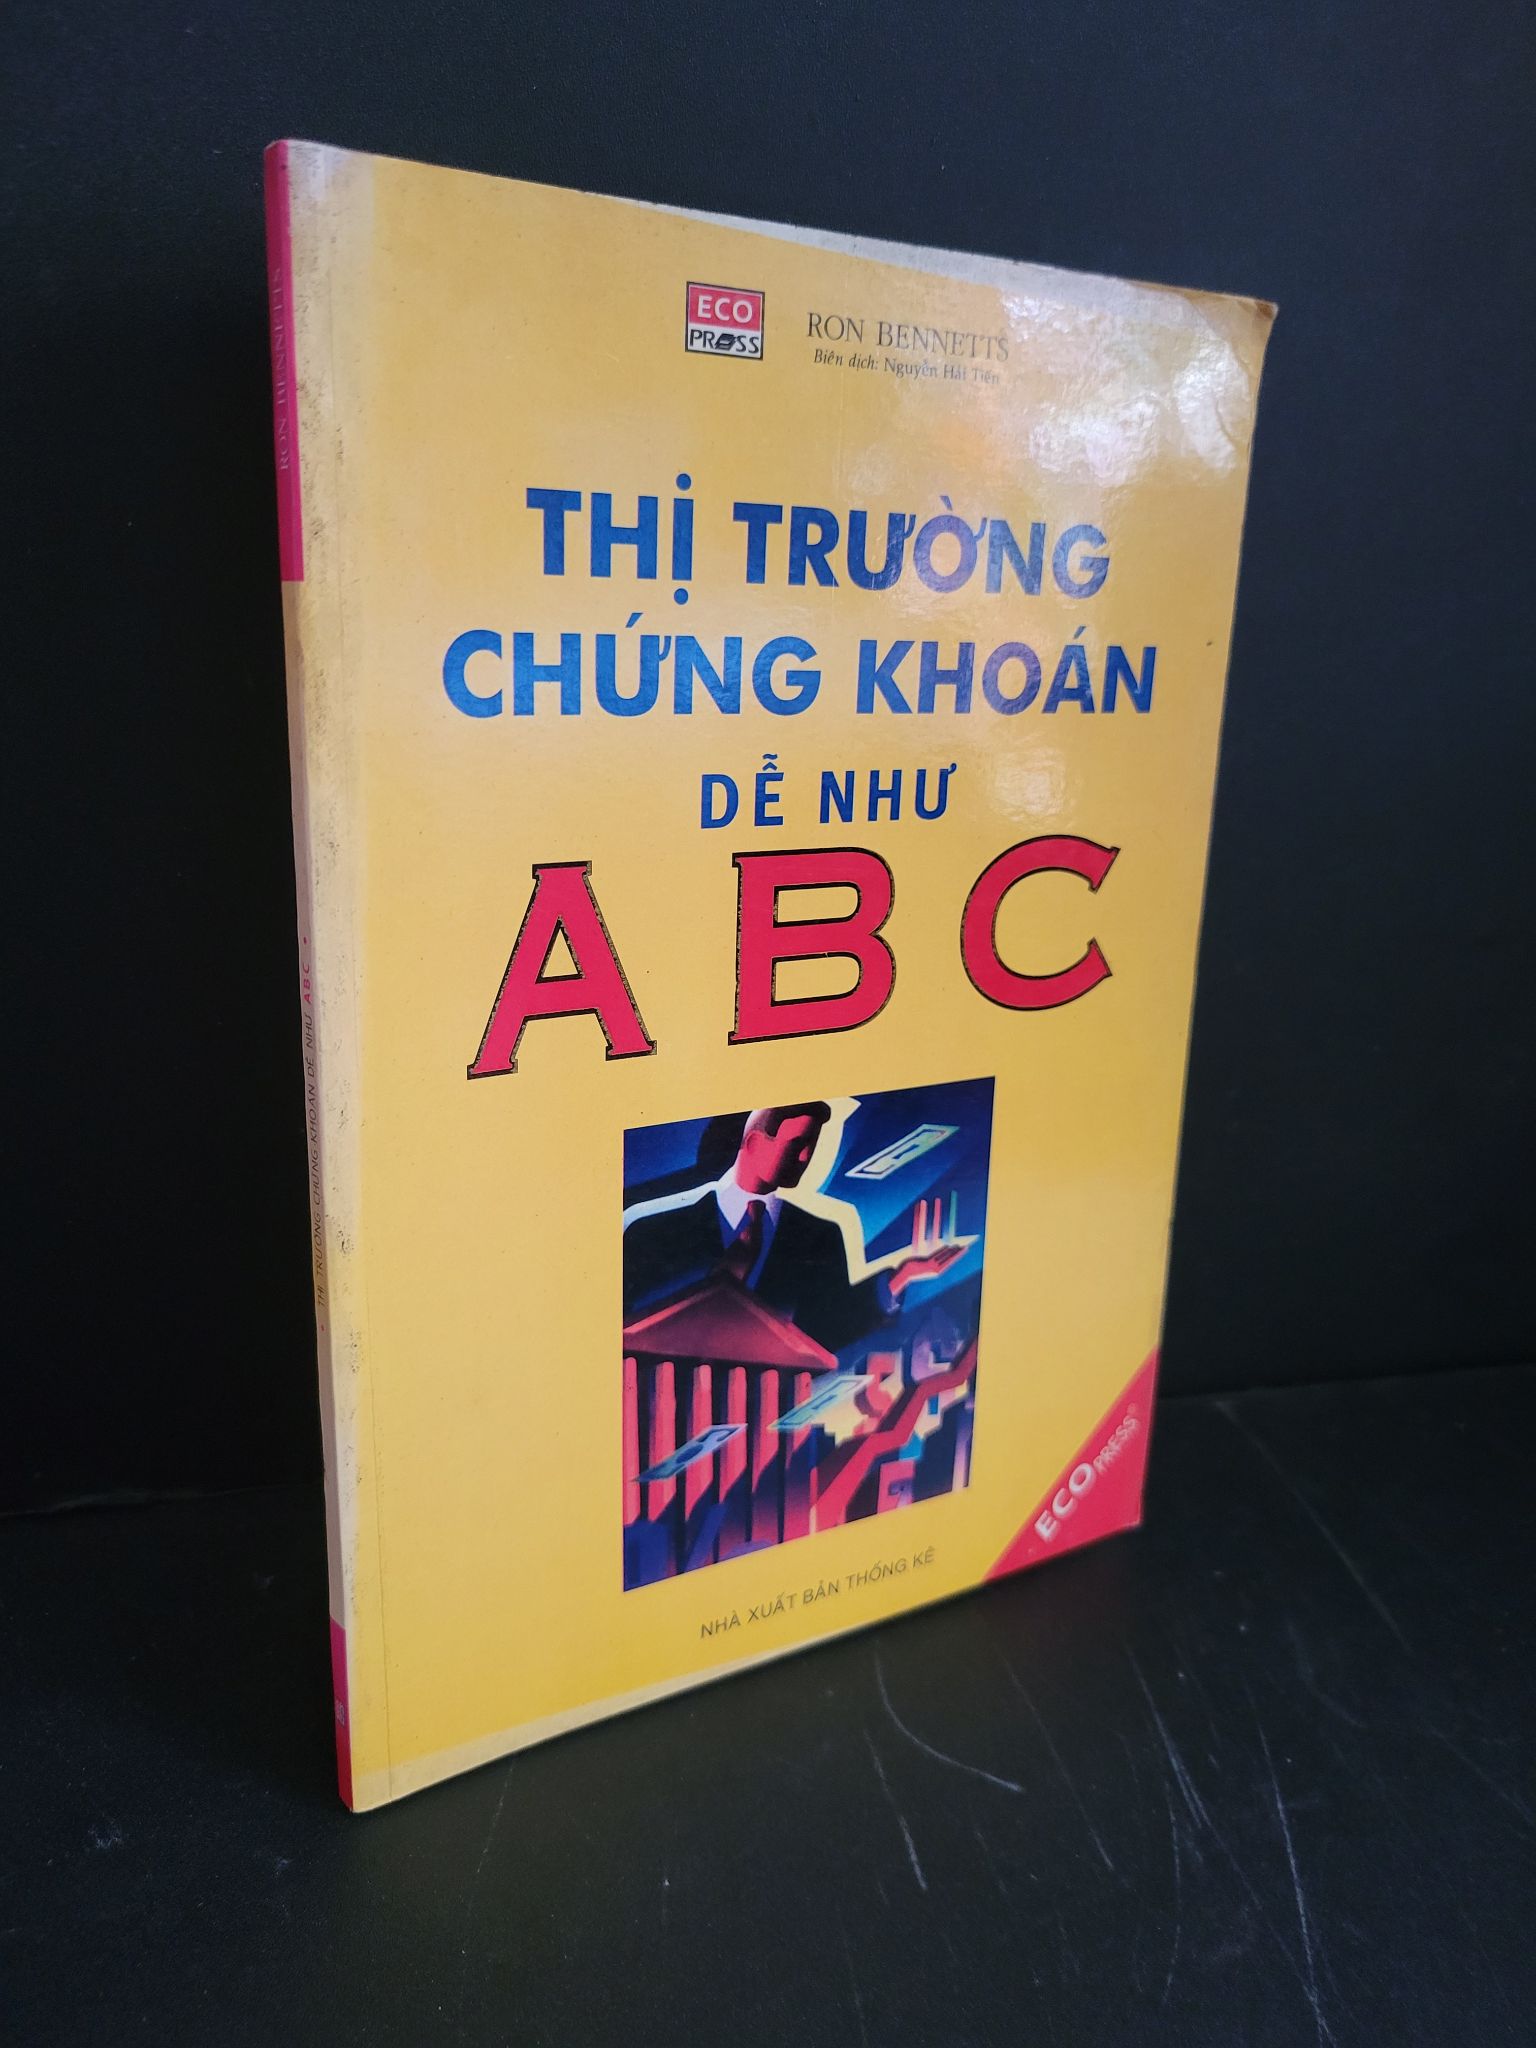 ECO
PRESS
RON BENNETTS
Biên dịch: Nguyễn Hải Tiến
THỊ TRƯỜNG
CHỨNG KHOÁN
DỄ NHƯ
A B C
ECO PRESS®
NHÀ XUẤT BẢN THỐNG KÊ
RON BENNETTS
• THỊ TRƯỜNG CHỨNG KHOÁN DỄ NHƯ ABC •